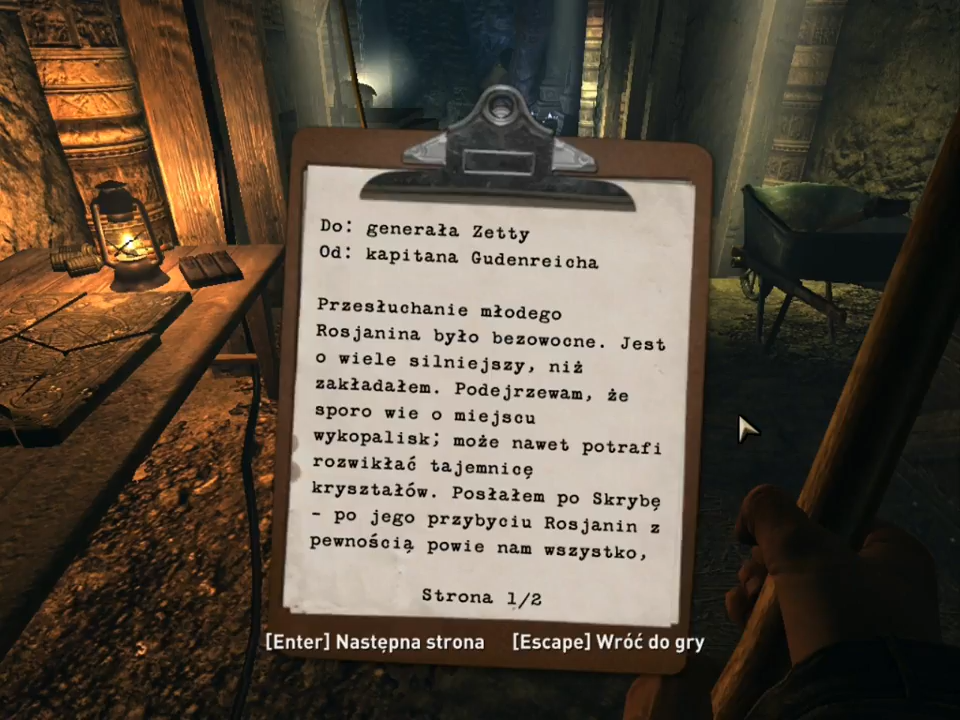 Do: generała Zetty
Od: kapitana Gudenreicha
Przesłuchanie młodego
Rosjanina było bezowocne. Jest
o wiele silniejszy, niż
zakładałem. Podejrzewam, że
sporo wie o miejscu
wykopalisk; może nawet potrafi
rozwikłać tajemnicę
kryształów. Posłałem po Skrybę
- po jego przybyciu Rosjanin z
pewnością powie nam wszystko,
Strona 1/2
[Enter] Następna strona [Escape] Wróć do gry